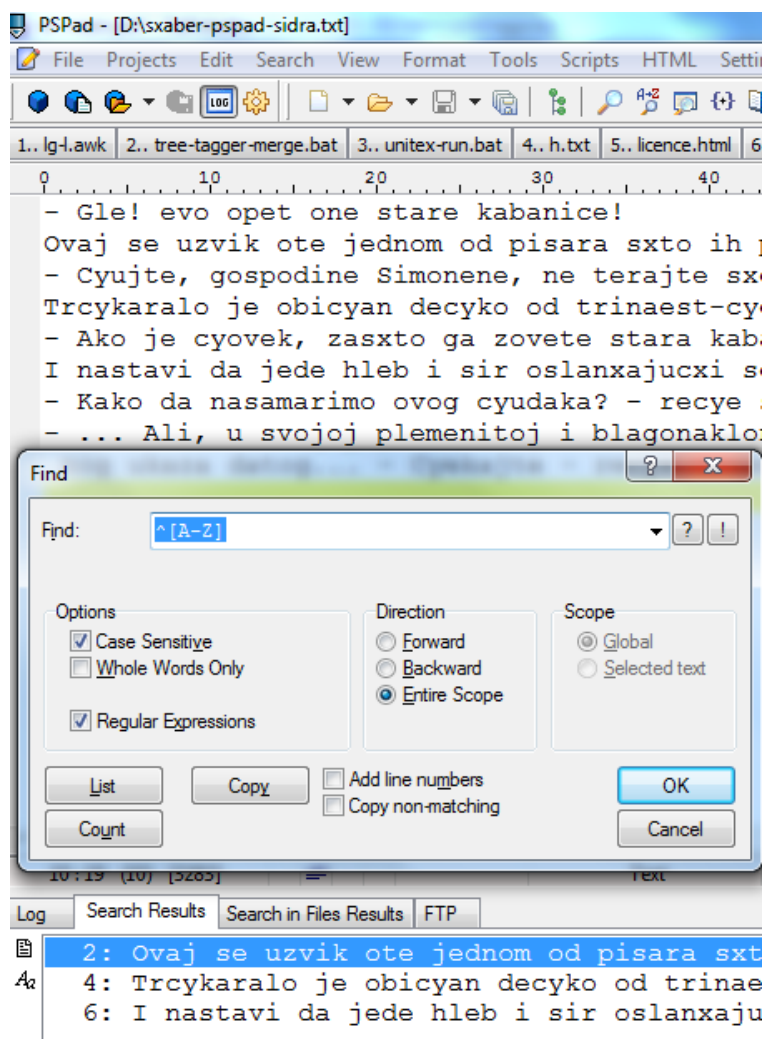 PSPad - [D:\sxaber-pspad-sidra.txt]
File Projects Edit Search View Format Tools Scripts HTML Setti
LOG A→Z
1.. lg-l.awk 2.. tree-tagger-merge.bat 3.. unitex-run.bat 4.. h.txt 5.. licence.html 6
0 10 20 30 40
- Gle! evo opet one stare kabanice!
Ovaj se uzvik ote jednom od pisara sxto ih
- Cyujte, gospodine Simonene, ne terajte sx
Trcykaralo je obicyan decyko od trinaest-cy
- Ako je cyovek, zasxto ga zovete stara kaba
I nastavi da jede hleb i sir oslanxajucxi s
- Kako da nasamarimo ovog cyudaka? - recye
- ... Ali, u svojoj plemenitoj i blagonaklo
Find
Find: ^[A-Z] ? !
Options Direction Scope
Case Sensitive Forward Global
Whole Words Only Backward Selected text
Entire Scope
Regular Expressions
List Copy Add line numbers OK
Copy non-matching
Count Cancel
10:19 (10) [3283] Text
Log Search Results Search in Files Results FTP
2: Ovaj se uzvik ote jednom od pisara sxt
4: Trcykaralo je obicyan decyko od trinae
Aa
6: I nastavi da jede hleb i sir oslanxaju